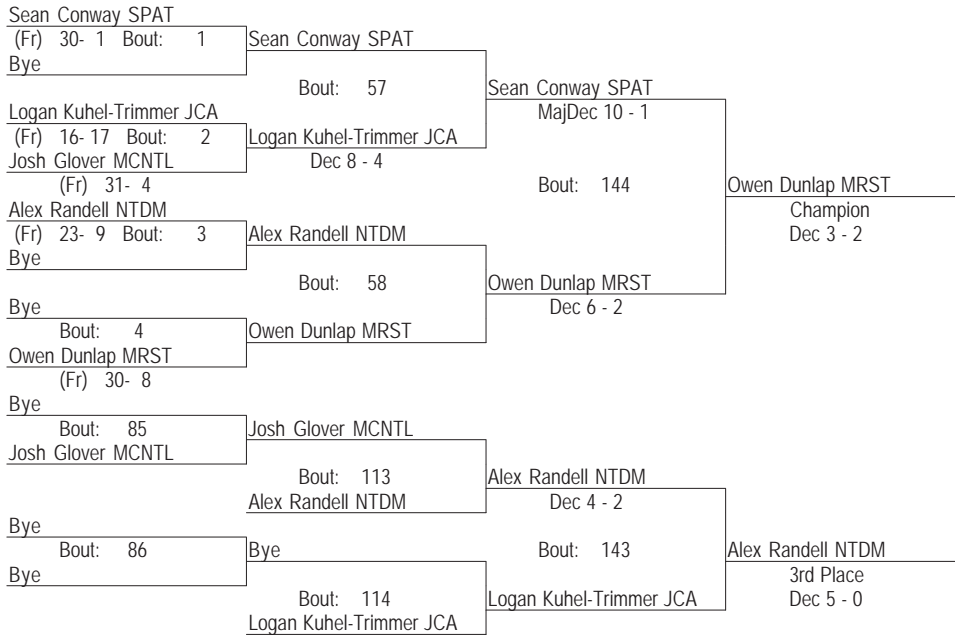 Sean Conway SPAT
(Fr) 30- 1 Bout: 1
Sean Conway SPAT
Bye
Bout: 57
Sean Conway SPAT
Logan Kuhel-Trimmer JCA
MajDec 10 - 1
(Fr) 16- 17 Bout: 2
Logan Kuhel-Trimmer JCA
Josh Glover MCNTL
Dec 8 - 4
(Fr) 31- 4
Bout: 144
Owen Dunlap MRST
Alex Randell NTDM
Champion
(Fr) 23- 9 Bout: 3
Alex Randell NTDM
Dec 3 - 2
Bye
Bout: 58
Owen Dunlap MRST
Bye
Dec 6 - 2
Bout: 4
Owen Dunlap MRST
Owen Dunlap MRST
(Fr) 30- 8
Bye
Bout: 85
Josh Glover MCNTL
Josh Glover MCNTL
Bout: 113
Alex Randell NTDM
Alex Randell NTDM
Dec 4 - 2
Bye
Bout: 86
Bye
Bout: 143
Alex Randell NTDM
Bye
3rd Place
Bout: 114
Logan Kuhel-Trimmer JCA
Dec 5 - 0
Logan Kuhel-Trimmer JCA